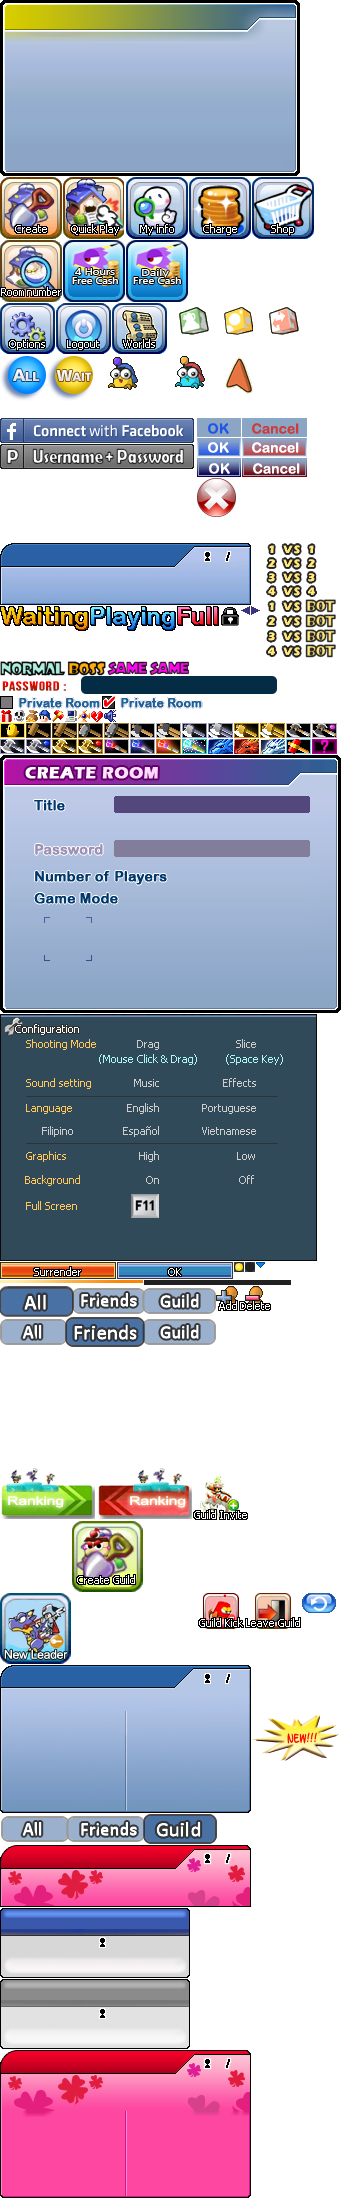 Create Quick Play My info Charge Shop
Room number 4 Hours Free Cash Daily Free Cash
Options Logout Worlds
ALL WAIT
f Connect with Facebook OK Cancel
P Username + Password OK Cancel
OK Cancel
1 VS 1
2 VS 2
3 VS 3
4 VS 4
1 VS BOT
2 VS BOT
3 VS BOT
4 VS BOT
/
Waiting Playing Full
NORMAL BOSS SAME SAME
PASSWORD :
Private Room Private Room
?
CREATE ROOM
Title
Password
Number of Players
Game Mode
Configuration
Shooting Mode Drag Slice
(Mouse Click & Drag) (Space Key)
Sound setting Music Effects
Language English Portuguese
Filipino Español Vietnamese
Graphics High Low
Background On Off
Full Screen F11
Surrender OK
All Friends Guild Add Delete
All Friends Guild
Ranking Ranking Guild Invite
Create Guild
New Leader Guild Kick Leave Guild
/
NEW!!!
All Friends Guild
/
/